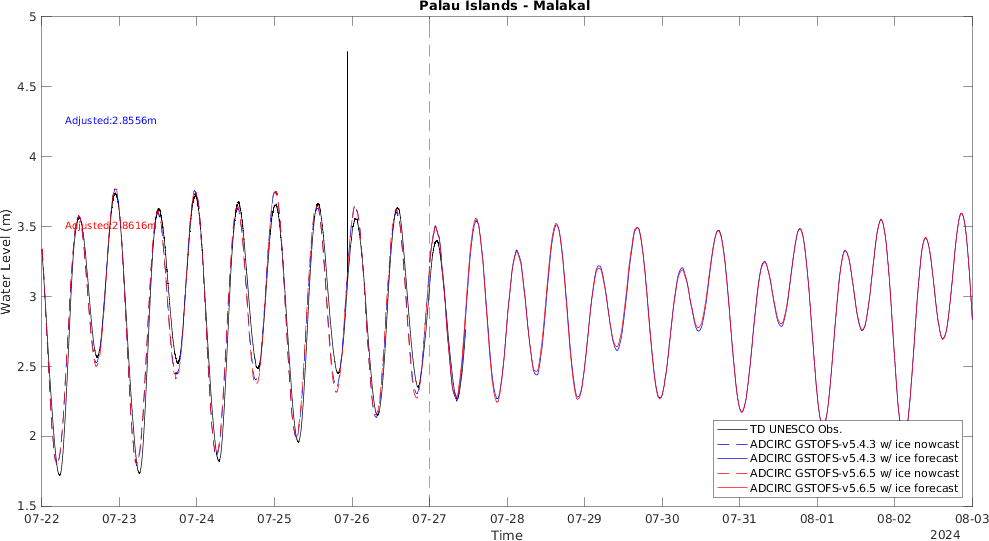 Palau Islands - Malakal
Water Level (m)
5
4.5
4
3.5
3
2.5
2
1.5
Adjusted:2.8556m
Adjusted:2.8616m
TD UNESCO Obs.
ADCIRC GSTOFS-v5.4.3 w/ ice nowcast
ADCIRC GSTOFS-v5.4.3 w/ ice forecast
ADCIRC GSTOFS-v5.6.5 w/ ice nowcast
ADCIRC GSTOFS-v5.6.5 w/ ice forecast
07-22 07-23 07-24 07-25 07-26 07-27 07-28 07-29 07-30 07-31 08-01 08-02 08-03
Time
2024